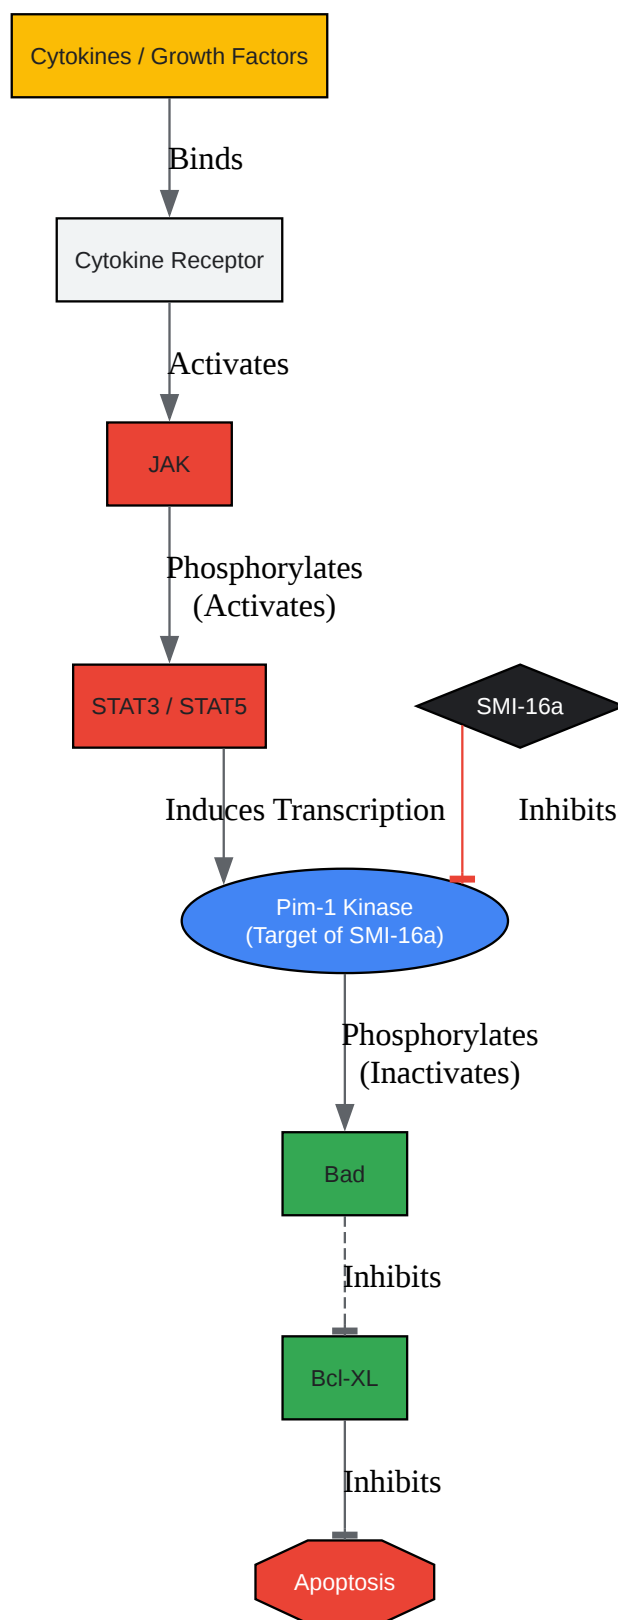 Cytokines / Growth Factors
Binds
Cytokine Receptor
Activates
JAK
Phosphorylates
(Activates)
STAT3 / STAT5
SMI-16a
Induces Transcription
Inhibits
Pim-1 Kinase
(Target of SMI-16a)
Phosphorylates
(Inactivates)
Bad
Inhibits
Bcl-XL
Inhibits
Apoptosis